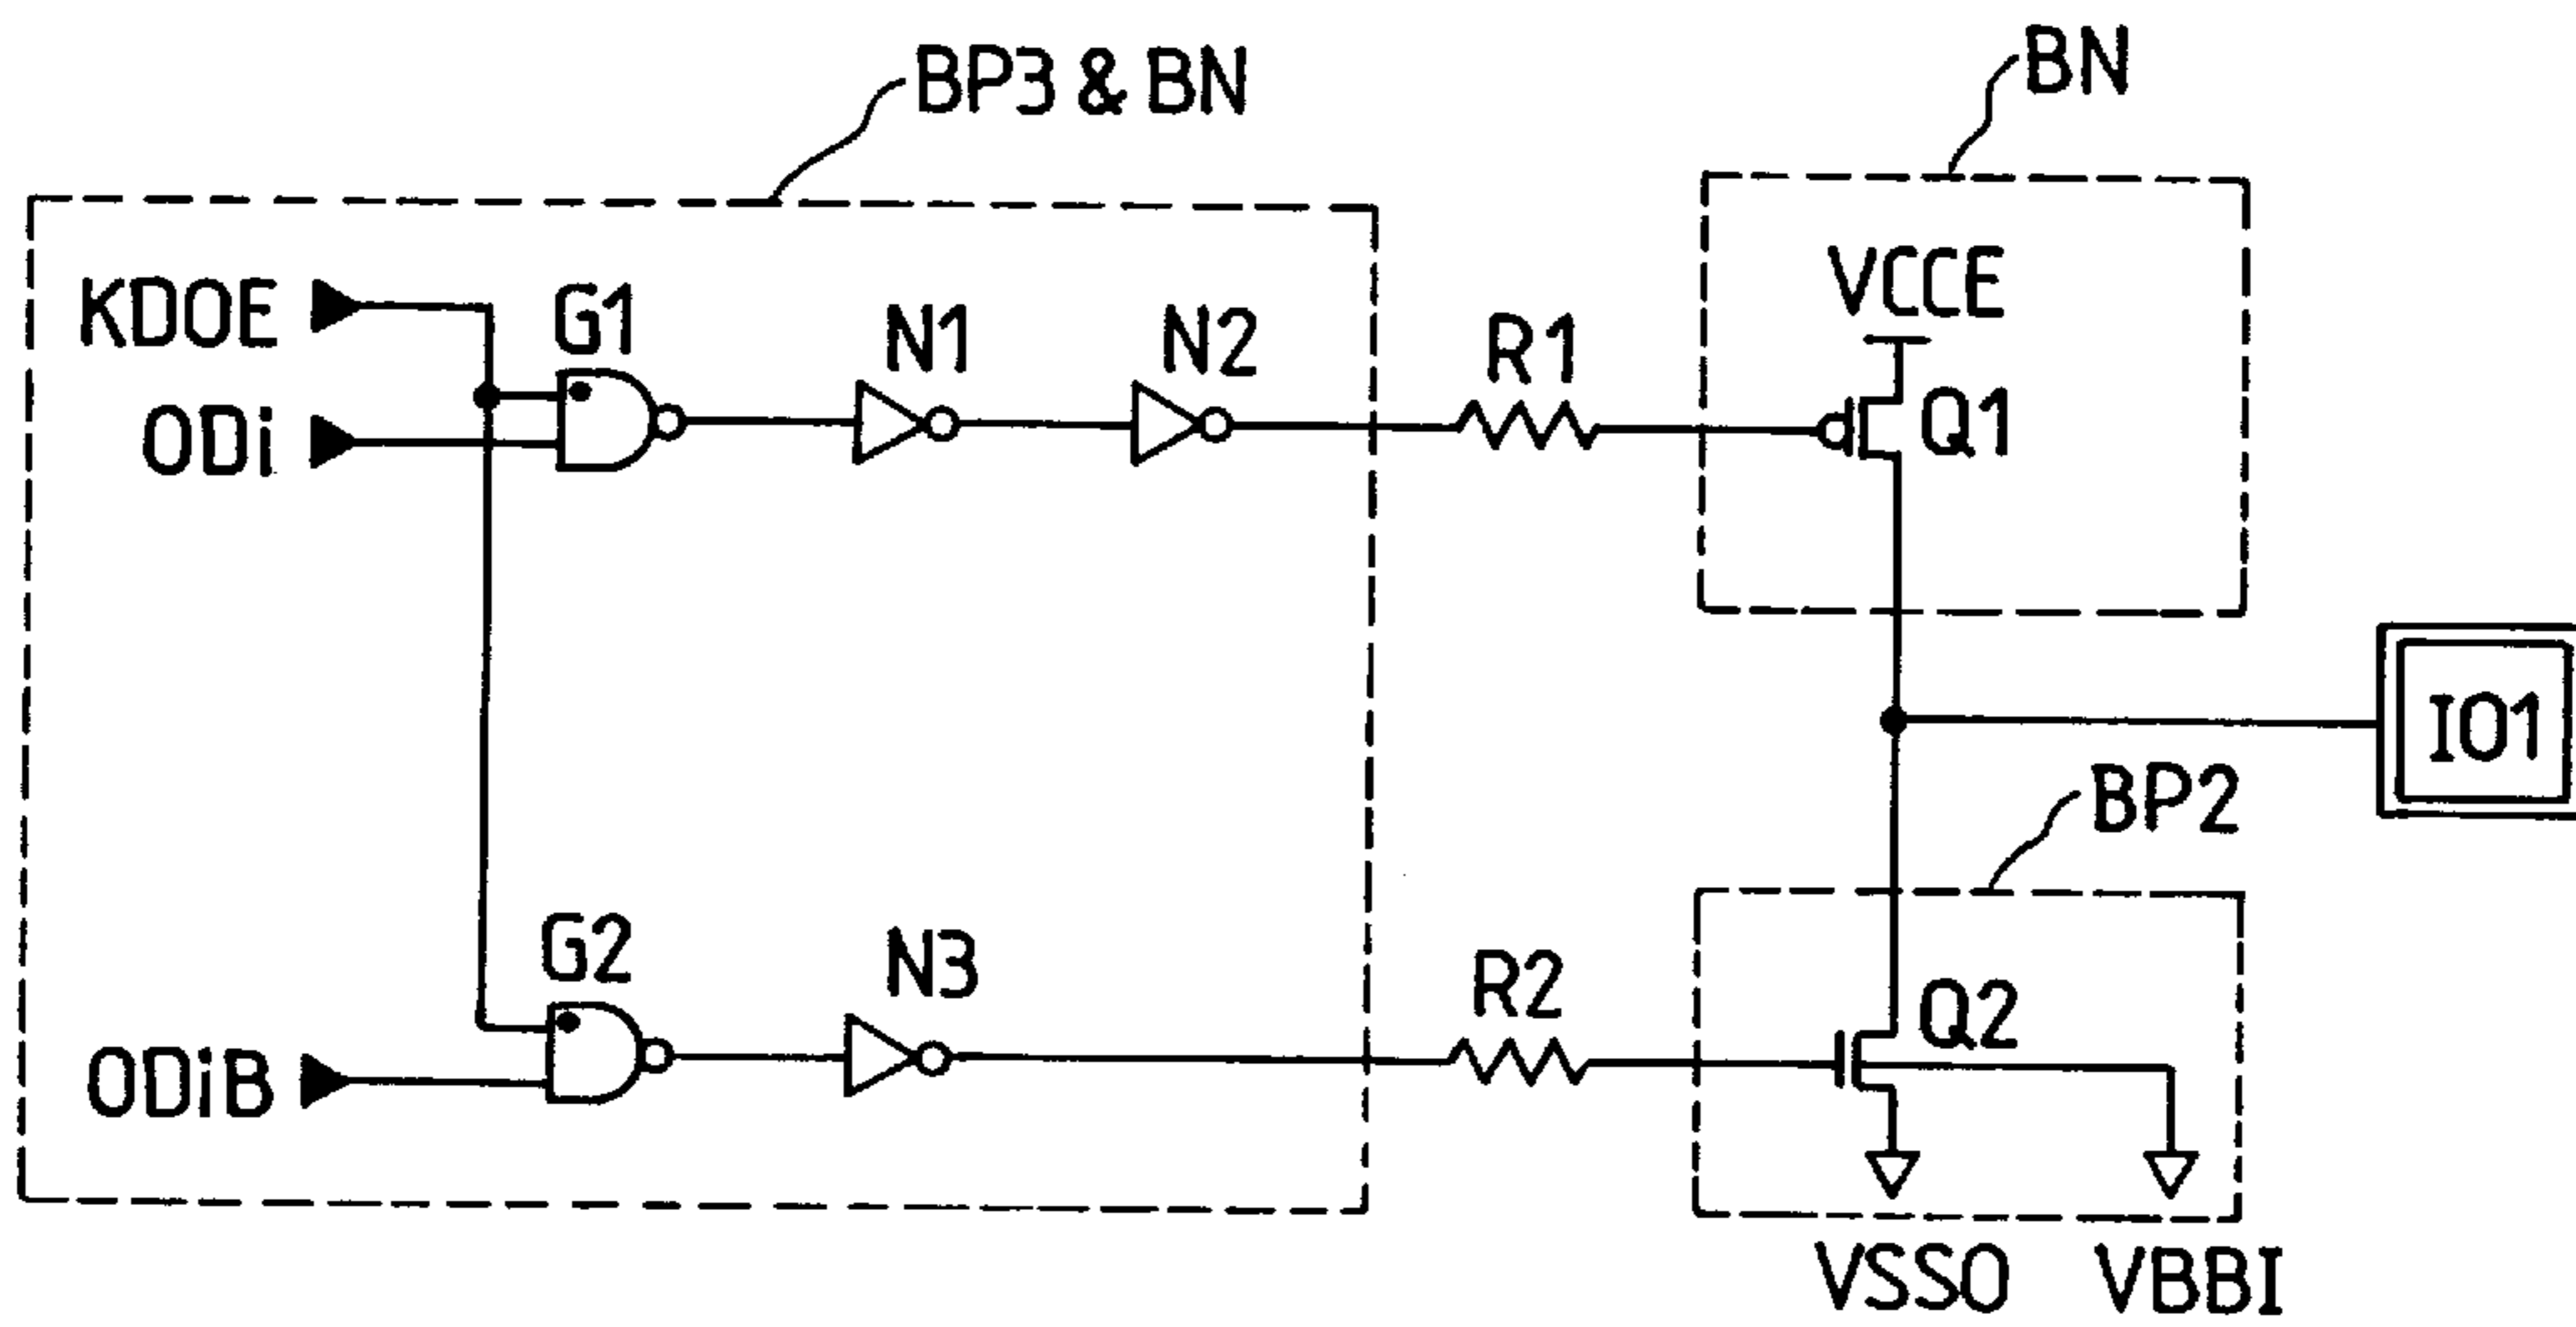 BP3 & BN
BN
KDOE
G1
N1
N2
R1
VCCE
Q1
ODi
IO1
BP2
G2
N3
R2
Q2
ODiB
VSSO
VBBI